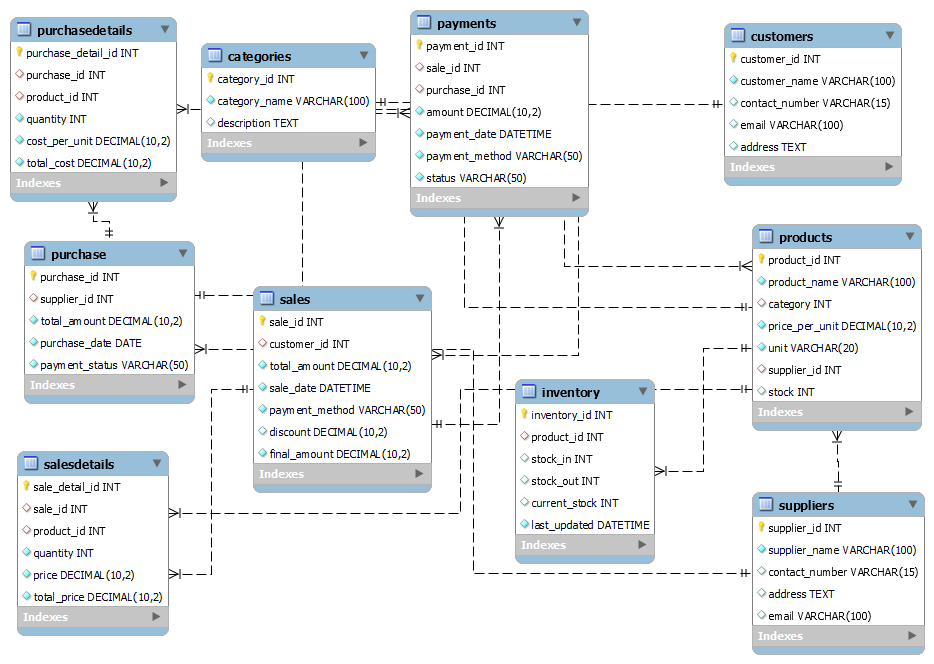 purchasedetails
purchase_detail_id INT
purchase_id INT
product_id INT
quantity INT
cost_per_unit DECIMAL(10,2)
total_cost DECIMAL(10,2)
Indexes
categories
category_id INT
category_name VARCHAR(100)
description TEXT
Indexes
payments
payment_id INT
sale_id INT
purchase_id INT
amount DECIMAL(10,2)
payment_date DATETIME
payment_method VARCHAR(50)
status VARCHAR(50)
Indexes
customers
customer_id INT
customer_name VARCHAR(100)
contact_number VARCHAR(15)
email VARCHAR(100)
address TEXT
Indexes
purchase
purchase_id INT
supplier_id INT
total_amount DECIMAL(10,2)
purchase_date DATE
payment_status VARCHAR(50)
Indexes
sales
sale_id INT
customer_id INT
total_amount DECIMAL(10,2)
sale_date DATETIME
payment_method VARCHAR(50)
discount DECIMAL(10,2)
final_amount DECIMAL(10,2)
Indexes
products
product_id INT
product_name VARCHAR(100)
category INT
price_per_unit DECIMAL(10,2)
unit VARCHAR(20)
supplier_id INT
stock INT
Indexes
inventory
inventory_id INT
product_id INT
stock_in INT
stock_out INT
current_stock INT
last_updated DATETIME
Indexes
salesdetails
sale_detail_id INT
sale_id INT
product_id INT
quantity INT
price DECIMAL(10,2)
total_price DECIMAL(10,2)
Indexes
suppliers
supplier_id INT
supplier_name VARCHAR(100)
contact_number VARCHAR(15)
address TEXT
email VARCHAR(100)
Indexes